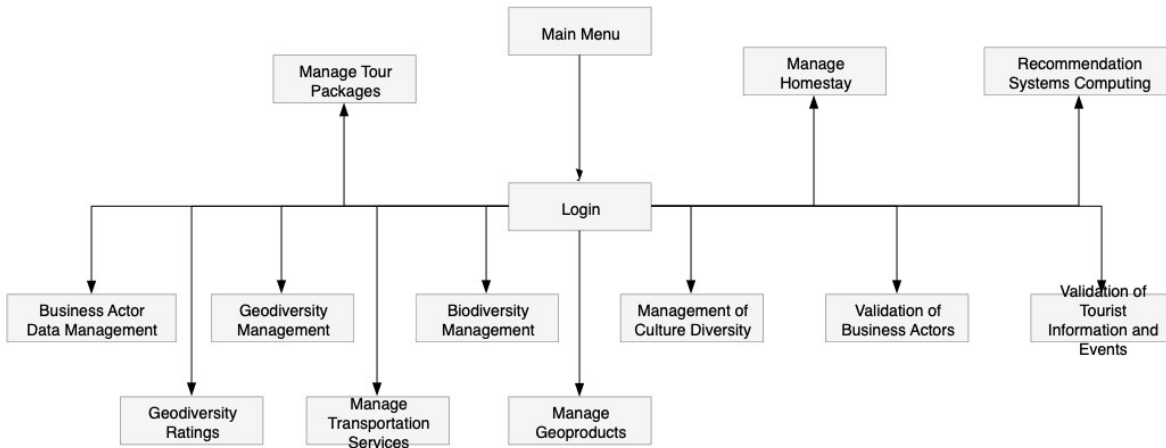 Main Menu
Manage Tour
Packages
Manage
Homestay
Recommendation
Systems Computing
Login
Business Actor
Data Management
Geodiversity
Management
Biodiversity
Management
Management of
Culture Diversity
Validation of
Business Actors
Validation of
Tourist
Information and
Events
Geodiversity
Ratings
Manage
Transportation
Services
Manage
Geoproducts